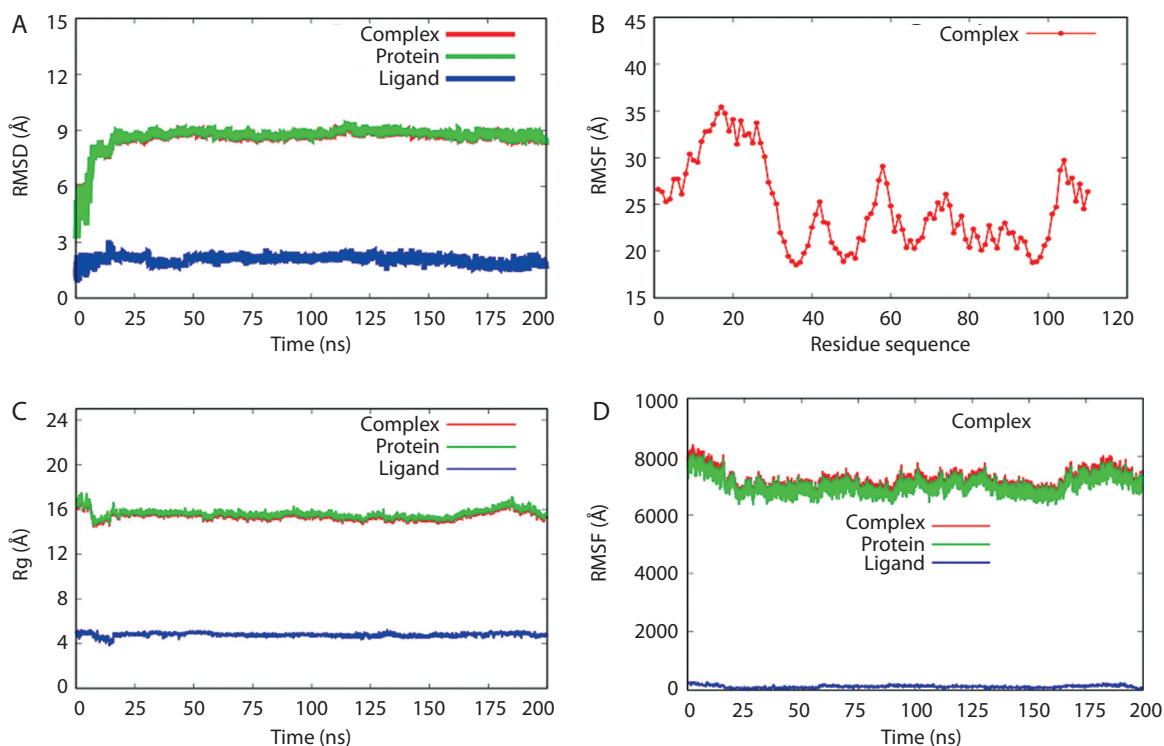 A
15
12
9
6
3
0
RMSD (Å)
Complex
Protein
Ligand
0 25 50 75 100 125 150 175 200
Time (ns)
B
45
40
35
30
25
20
15
RMSF (Å)
Complex
0 20 40 60 80 100 120
Residue sequence
C
24
20
16
12
8
4
0
Rg (Å)
Complex
Protein
Ligand
0 25 50 75 100 125 150 175 200
Time (ns)
D
1000
8000
6000
4000
2000
0
RMSF (Å)
Complex
Complex
Protein
Ligand
0 25 50 75 100 125 150 175 200
Time (ns)